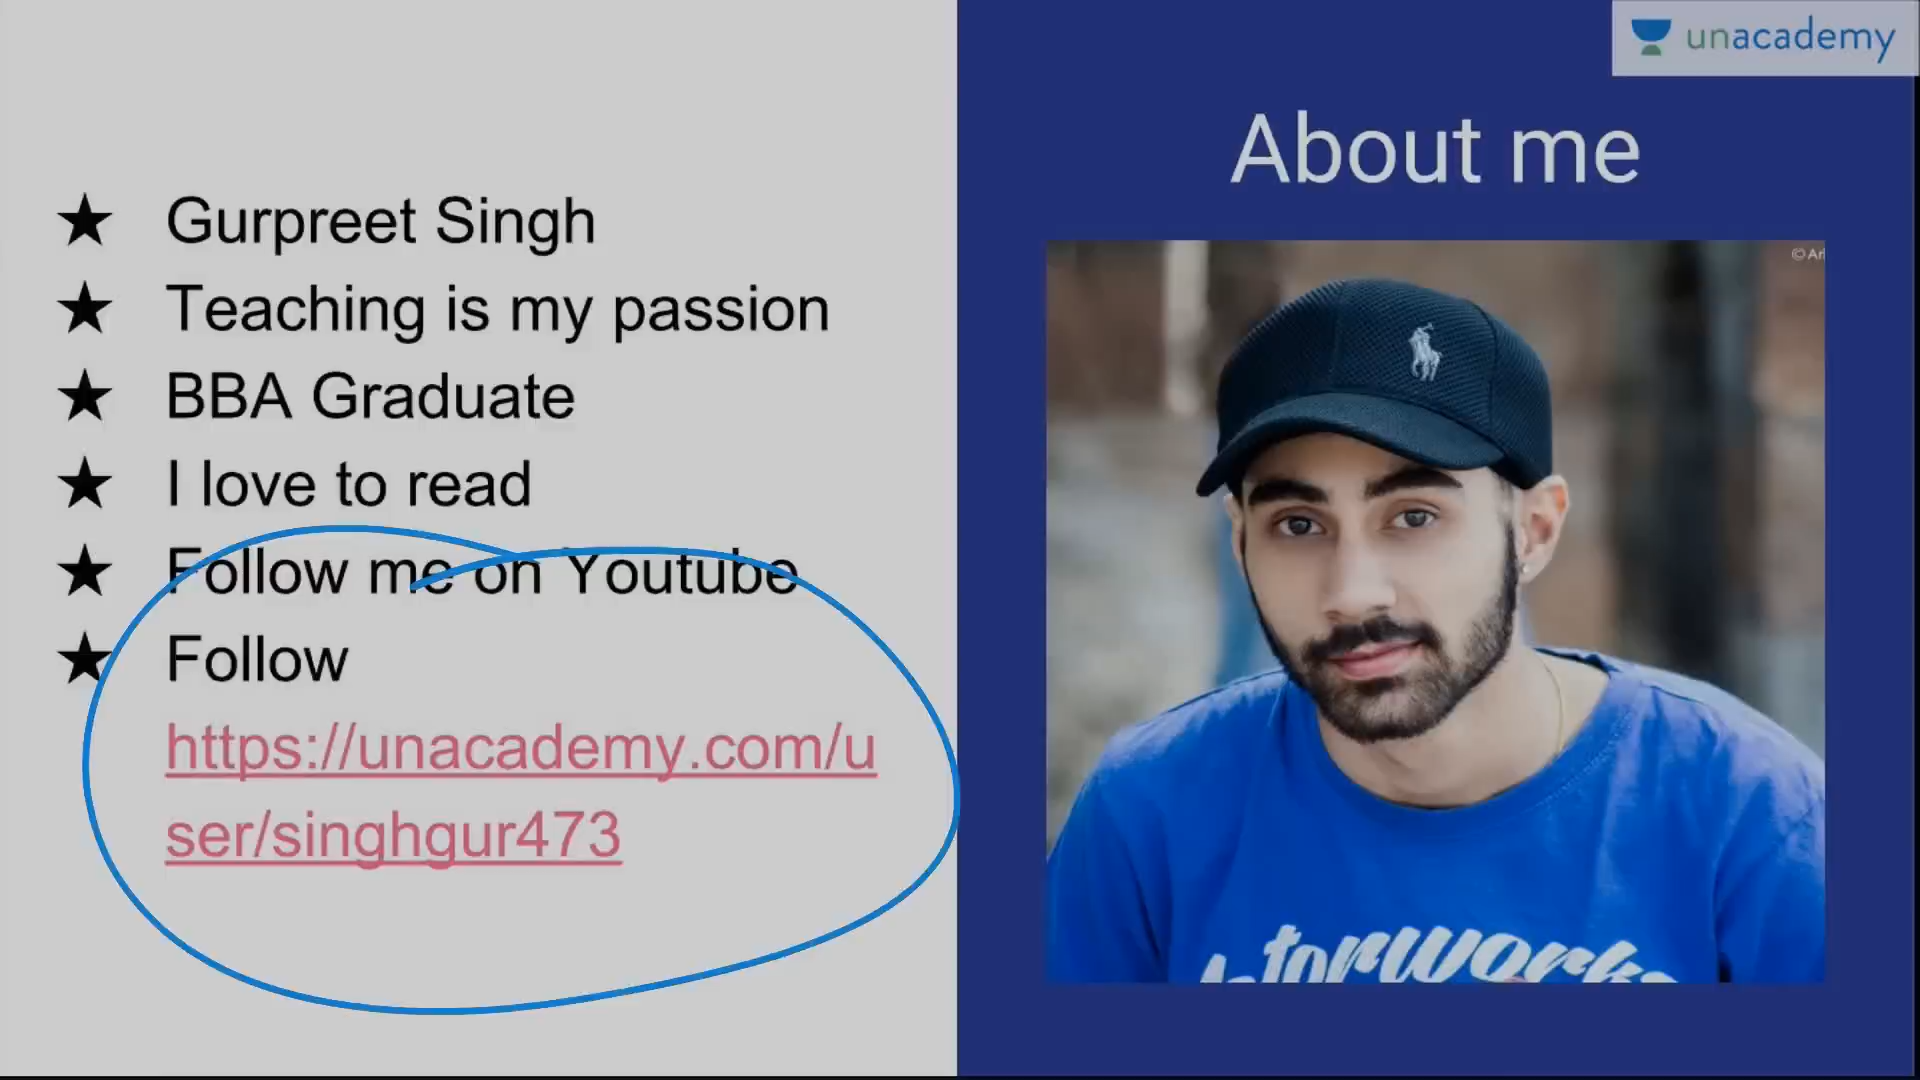 unacademy
About me
Gurpreet Singh
Teaching is my passion
BBA Graduate
I love to read
Follow me on Youtube
Follow
https://unacademy.com/u
ser/singhgur473